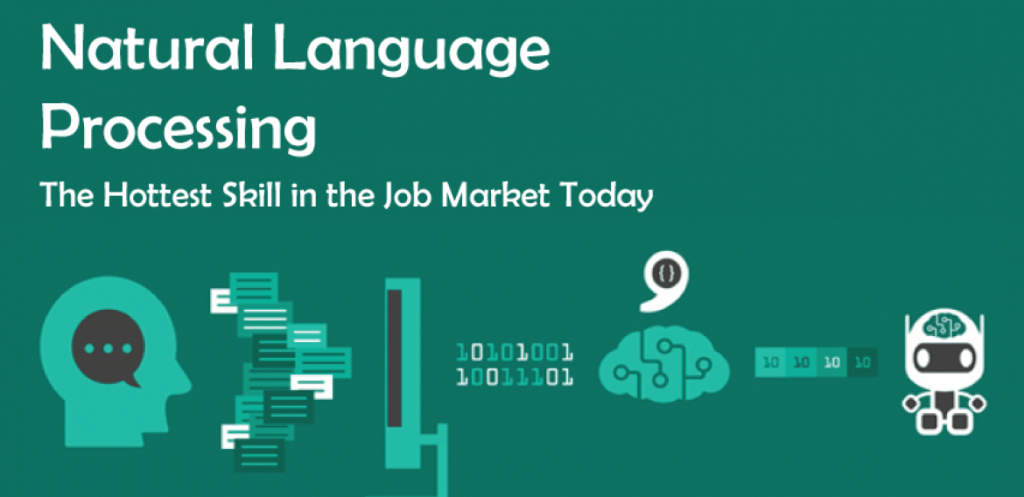 Natural Language
Processing
The Hottest Skill in the Job Market Today
{}
10101001
10011101
10 10 10 10